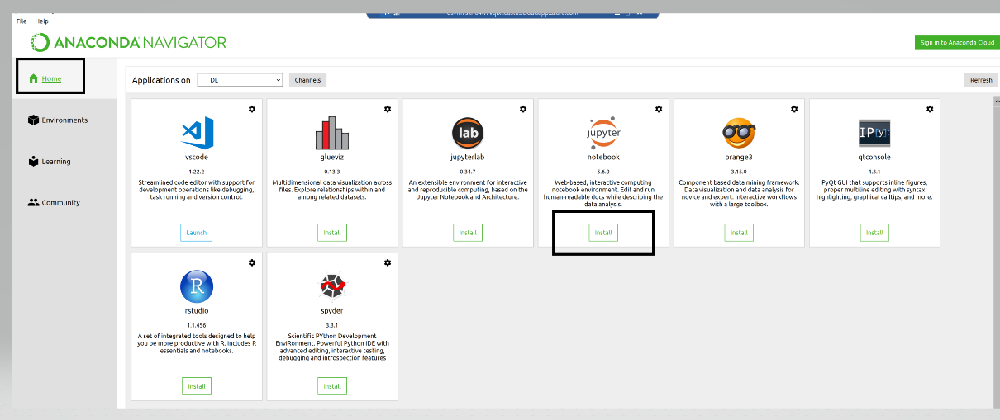 File Help
ANACONDA NAVIGATOR
Sign in to Anaconda Cloud
Home
Environments
Learning
Community
Applications on DL Channels
Refresh
vscode
1.22.2
Streamlined code editor with support for
development operations like debugging,
task running and version control.
Launch
glueviz
0.13.3
Multidimensional data visualization across
files. Explore relationships within and
among related datasets.
Install
lab
jupyterlab
0.34.7
An extensible environment for interactive
and reproducible computing, based on the
Jupyter Notebook and Architecture.
Install
jupyter
notebook
5.6.0
Web-based, interactive computing
notebook environment. Edit and run
human-readable docs while describing the
data analysis.
Install
orange3
3.15.0
Component based data mining framework.
Data visualization and data analysis for
novice and expert. Interactive workflows
with a large toolbox.
Install
IP[y]:
qtconsole
4.3.1
PyQt GUI that supports inline figures,
proper multiline editing with syntax
highlighting, graphical calltips, and more.
Install
R
rstudio
1.1.456
A set of integrated tools designed to help
you be more productive with R. Includes R
essentials and notebooks.
Install
spyder
3.3.1
Scientific PYthon Development
EnviRonment. Powerful Python IDE with
advanced editing, interactive testing,
debugging and introspection features
Install